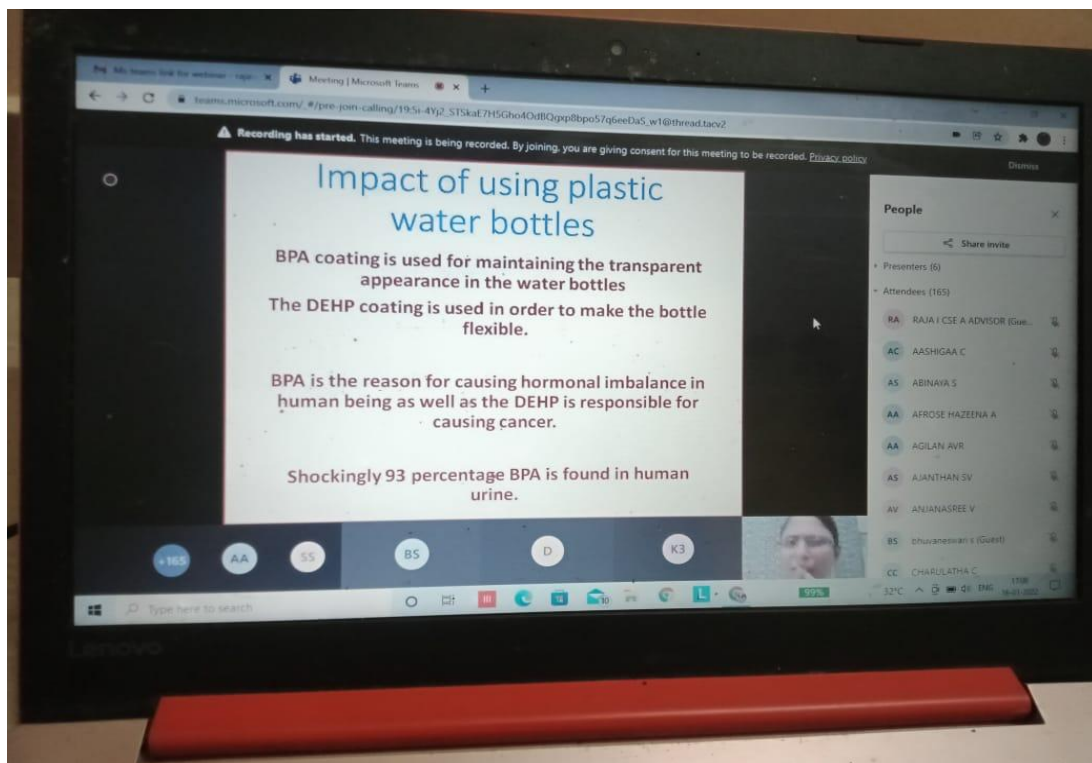 Meeting | Microsoft Teams
Recording has started. This meeting is being recorded. By joining, you are giving consent for this meeting to be recorded. Privacy policy
Dismiss
Impact of using plastic
water bottles
BPA coating is used for maintaining the transparent
appearance in the water bottles
The DEHP coating is used in order to make the bottle
flexible.
BPA is the reason for causing hormonal imbalance in
human being as well as the DEHP is responsible for
causing cancer.
Shockingly 93 percentage BPA is found in human
urine.
People
Share invite
Presenters (6)
Attendees (165)
RA RAJA I CSE A ADVISOR (Gue...
AC AASHIGAA C
AS ABINAYA S
AA AFROSE HAZEENA A
AA AGILAN AVR
AS AJANTHAN SV
AV ANJANASREE V
BS bhuvaneswari s (Guest)
CC CHARULATHA C
+165
AA
SS
BS
D
K3
Type here to search
99%
32°C
ENG
Lenovo